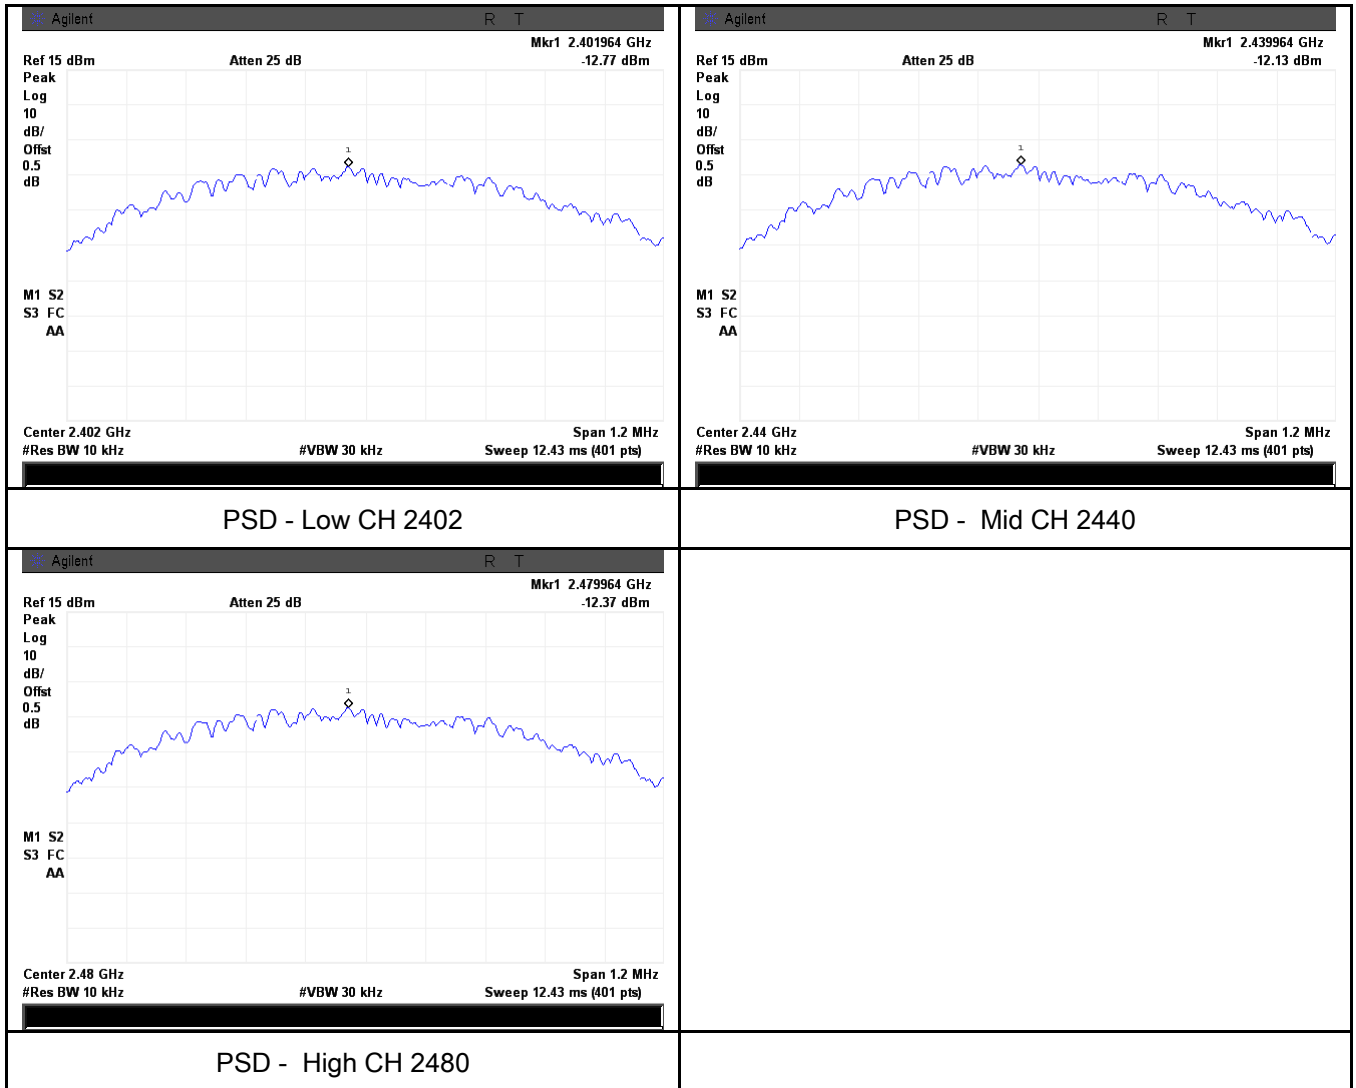 Agilent R T
Mkr1 2.401964 GHz
Ref 15 dBm Atten 25 dB -12.77 dBm
Peak
Log
10
dB/
Offst
0.5
dB
1
M1 S2
S3 FC
AA
Center 2.402 GHz Span 1.2 MHz
#Res BW 10 kHz #VBW 30 kHz Sweep 12.43 ms (401 pts)
PSD - Low CH 2402
Agilent R T
Mkr1 2.439964 GHz
Ref 15 dBm Atten 25 dB -12.13 dBm
Peak
Log
10
dB/
Offst
0.5
dB
1
M1 S2
S3 FC
AA
Center 2.44 GHz Span 1.2 MHz
#Res BW 10 kHz #VBW 30 kHz Sweep 12.43 ms (401 pts)
PSD - Mid CH 2440
Agilent R T
Mkr1 2.479964 GHz
Ref 15 dBm Atten 25 dB -12.37 dBm
Peak
Log
10
dB/
Offst
0.5
dB
1
M1 S2
S3 FC
AA
Center 2.48 GHz Span 1.2 MHz
#Res BW 10 kHz #VBW 30 kHz Sweep 12.43 ms (401 pts)
PSD - High CH 2480